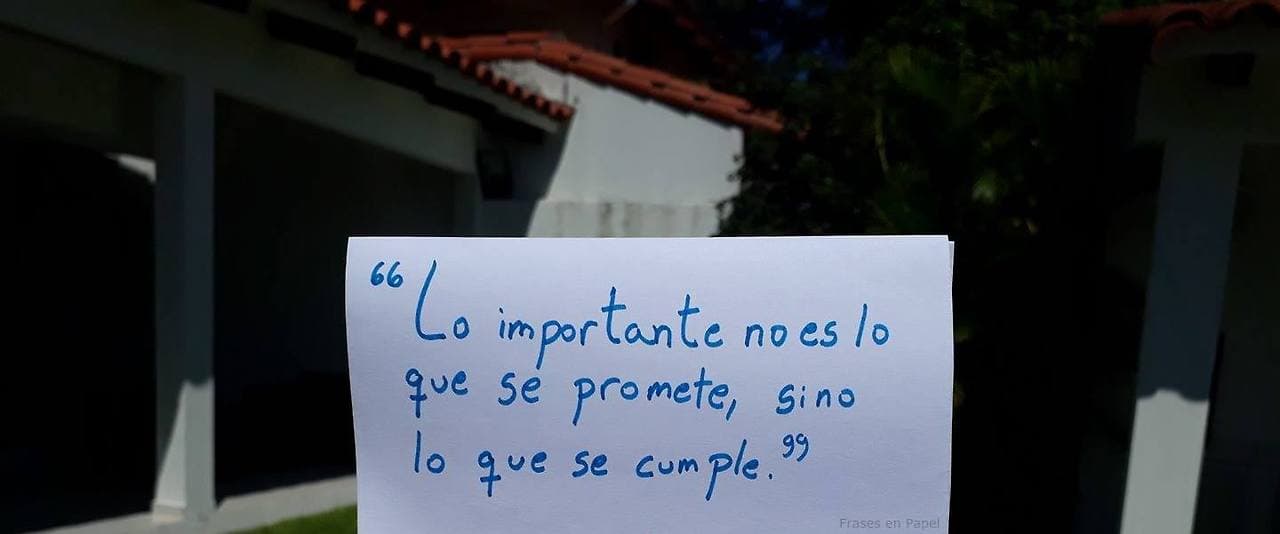 “Lo importante no es lo
que se promete, sino
lo que se cumple.”
Frases en Papel